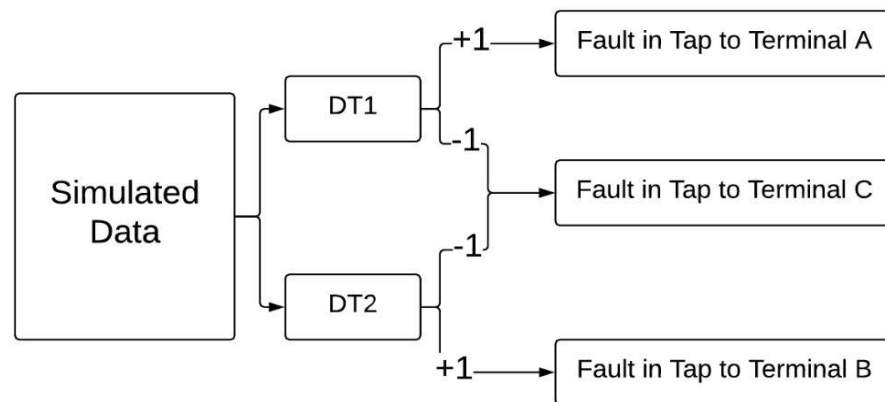 +1
Fault in Tap to Terminal A
DT1
-1
Simulated
Data
Fault in Tap to Terminal C
-1
DT2
+1
Fault in Tap to Terminal B